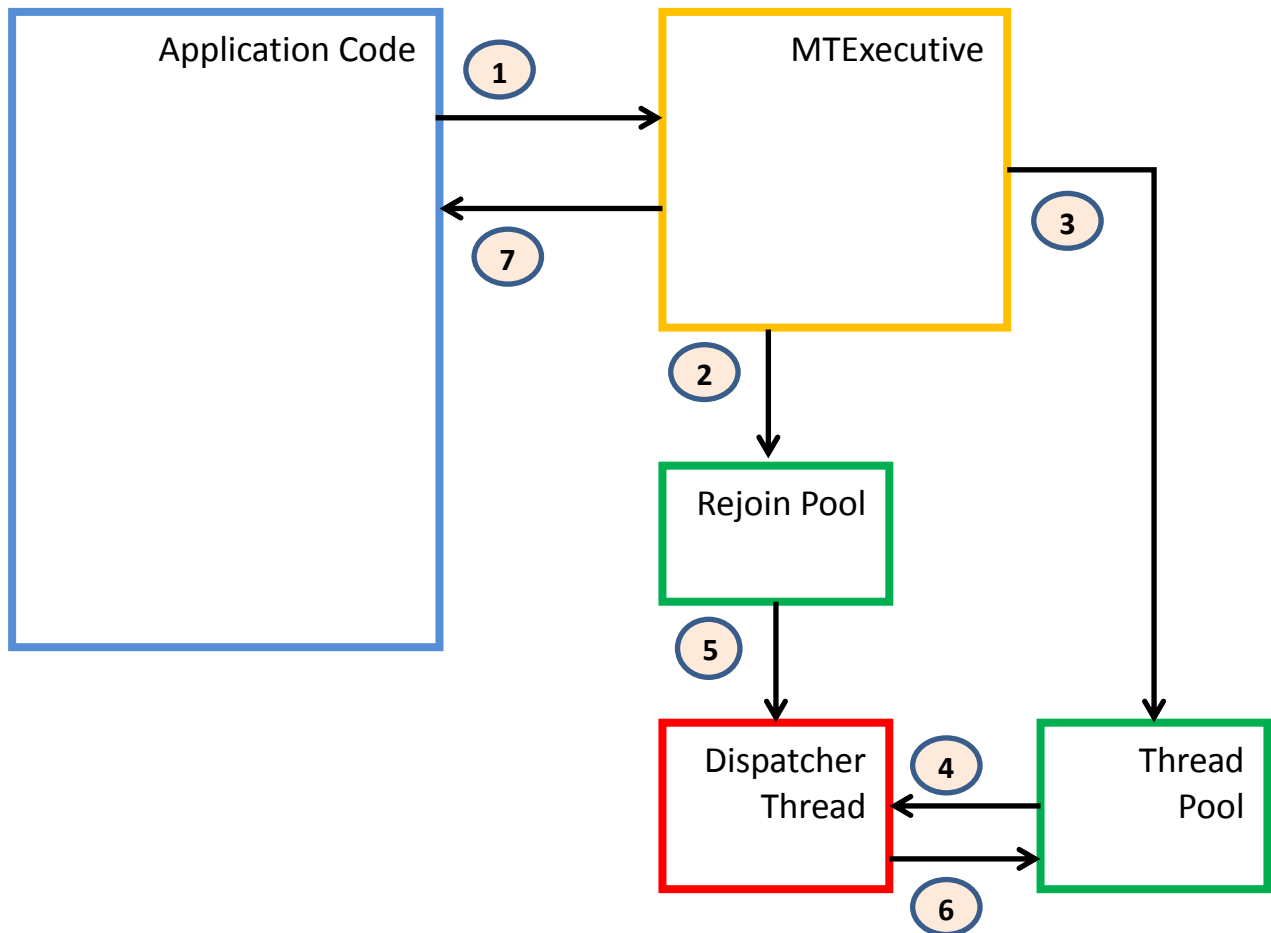 Application Code
MTExecutive
1
3
7
2
Rejoin Pool
5
Dispatcher
Thread
4
Thread
Pool
6